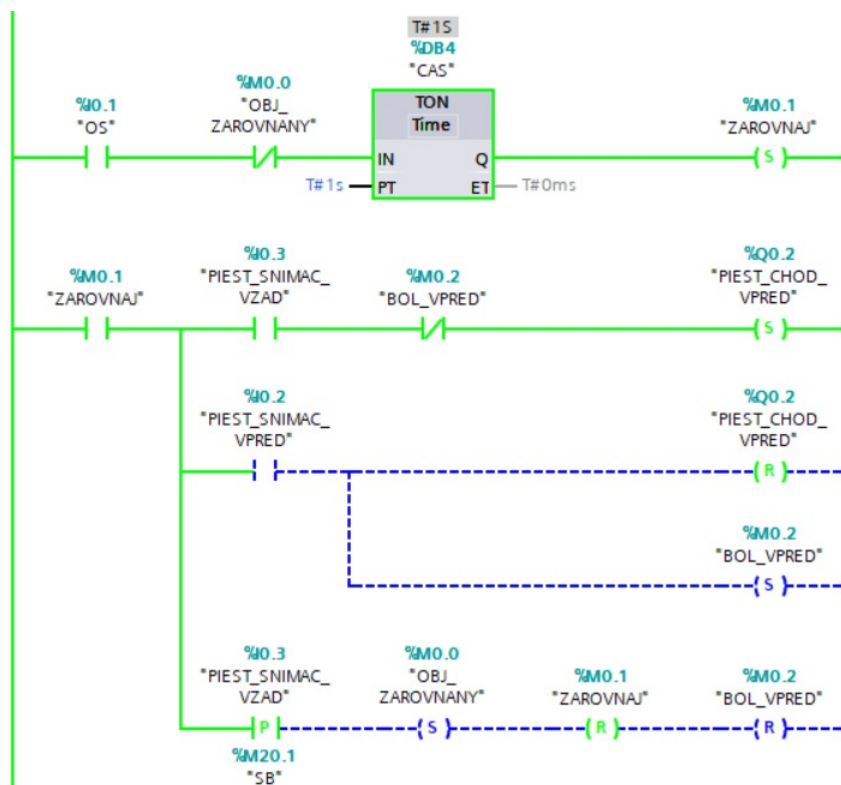 T#1S
%DB4
"CAS"
%I0.1
"OS"
%M0.0
"OBJ_
ZAROVNANY"
TON
Time
%M0.1
"ZAROVNAJ"
IN
Q
S
T#1s
PT
ET
T#0ms
%M0.1
"ZAROVNAJ"
%I0.3
"PIEST_SNIMAC_
VZAD"
%M0.2
"BOL_VPRED"
%Q0.2
"PIEST_CHOD_
VPRED"
S
%I0.2
"PIEST_SNIMAC_
VPRED"
%Q0.2
"PIEST_CHOD_
VPRED"
R
%M0.2
"BOL_VPRED"
S
%I0.3
"PIEST_SNIMAC_
VZAD"
%M0.0
"OBJ_
ZAROVNANY"
%M0.1
"ZAROVNAJ"
%M0.2
"BOL_VPRED"
P
S
R
R
%M20.1
"SB"